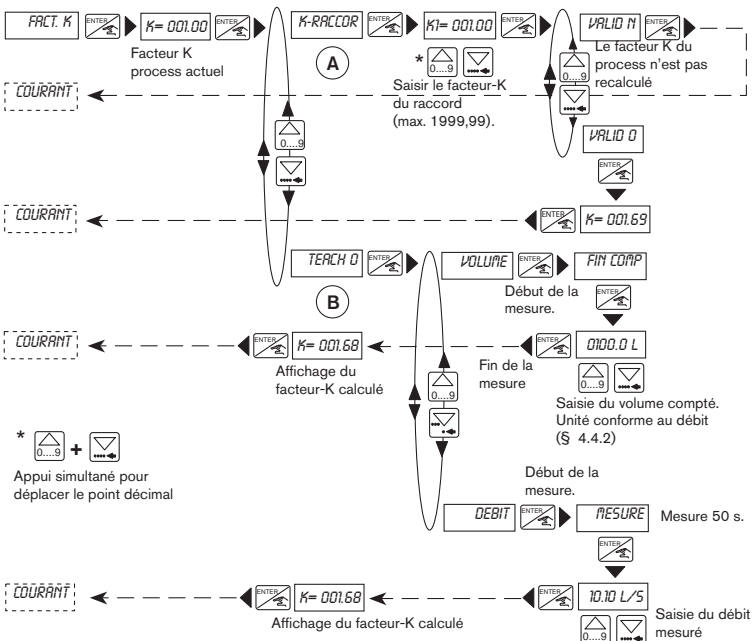 FACT. K ENTER K= 001.00 ENTER K-RACCOR ENTER K1= 001.00 ENTER VALID N ENTER
Facteur K
process actuel
A
* 0....9
Saisir le facteur-K
du raccord
(max. 1999,99).
0....9
Le facteur K du
process n'est pas
recalculé
COURANT
0....9
VALID O
ENTER
COURANT ENTER K= 001.69
TEACH O ENTER VOLUME ENTER FIN COMP
B
Début de la
mesure.
ENTER
COURANT ENTER K= 001.68 ENTER 0100.0 L
Affichage du
facteur-K calculé
0....9
Fin de la
mesure
0....9
Saisie du volume compté.
Unité conforme au débit
(§ 4.4.2)
* 0....9 +
Appui simultané pour
déplacer le point décimal
Début de la
mesure.
DEBIT ENTER MESURE Mesure 50 s.
ENTER
COURANT ENTER K= 001.68 ENTER 10.10 L/S
Affichage du facteur-K calculé
0....9
Saisie du débit
mesuré